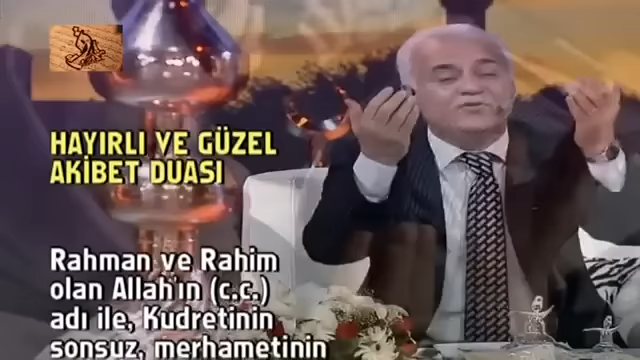 HAYIRLI VE GÜZEL
AKİBET DUASI
Rahman ve Rahim
olan Allah'ın (c.c.)
adı ile, Kudretinin
sonsuz, merhametinin